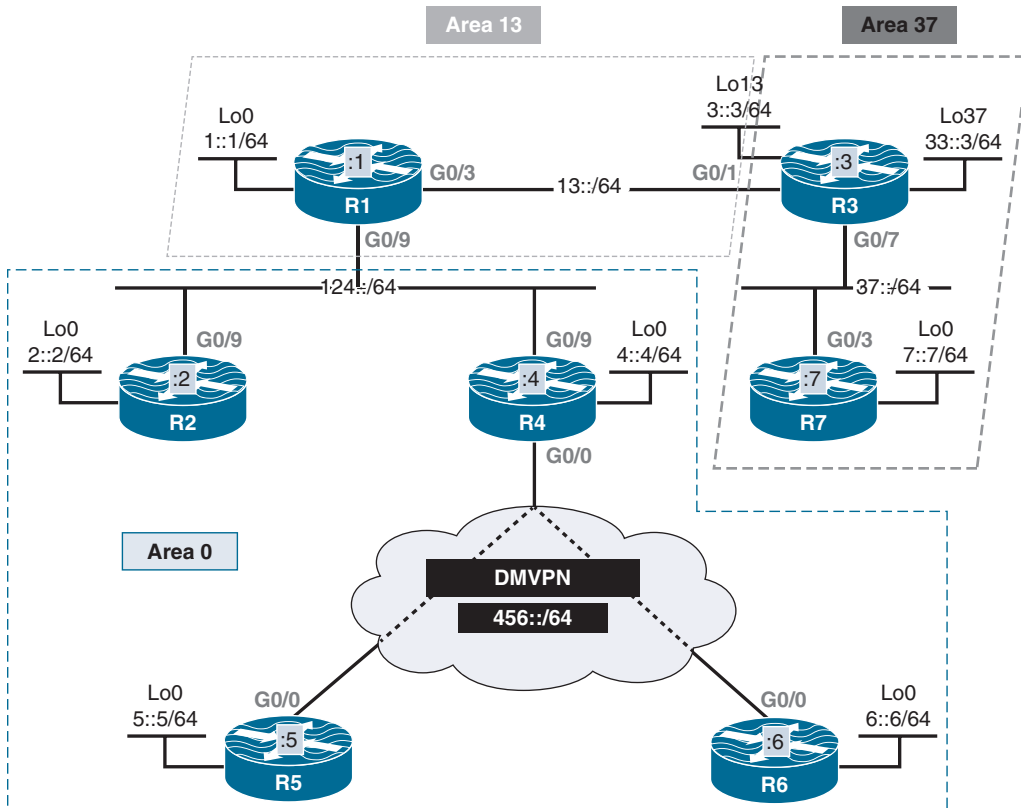 Area 13
Area 37
Lo0
1::1/64
:1
R1
G0/3
13::/64
G0/1
Lo13
3::3/64
:3
R3
Lo37
33::3/64
G0/9
G0/7
124::/64
37::/64
Lo0
2::2/64
G0/9
:2
R2
G0/9
:4
R4
Lo0
4::4/64
G0/3
:7
R7
Lo0
7::7/64
G0/0
Area 0
DMVPN
456::/64
Lo0
5::5/64
G0/0
:5
R5
G0/0
:6
R6
Lo0
6::6/64